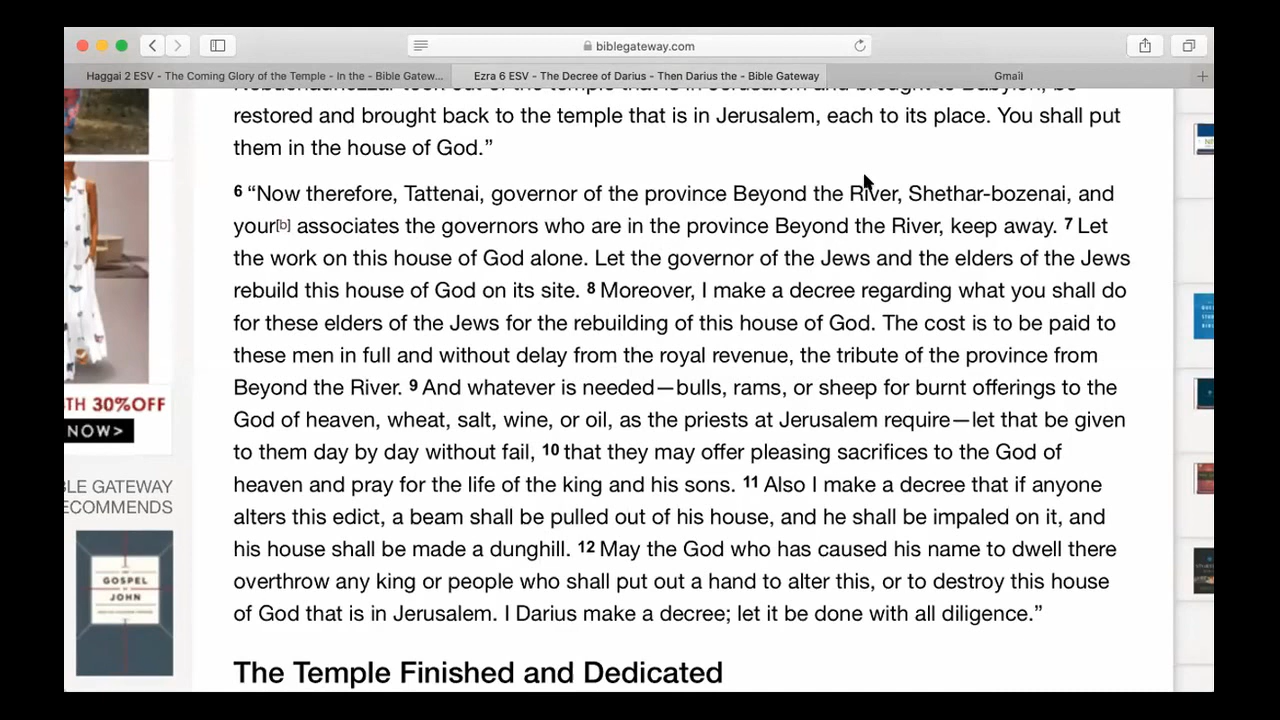 biblegateway.com
Haggai 2 ESV - The Coming Glory of the Temple - In the - Bible Gatew...
Ezra 6 ESV - The Decree of Darius - Then Darius the - Bible Gateway
Gmail
restored and brought back to the temple that is in Jerusalem, each to its place. You shall put
them in the house of God.”
6 “Now therefore, Tattenai, governor of the province Beyond the River, Shethar-bozenai, and
your[b] associates the governors who are in the province Beyond the River, keep away. 7 Let
the work on this house of God alone. Let the governor of the Jews and the elders of the Jews
rebuild this house of God on its site. 8 Moreover, I make a decree regarding what you shall do
for these elders of the Jews for the rebuilding of this house of God. The cost is to be paid to
these men in full and without delay from the royal revenue, the tribute of the province from
Beyond the River. 9 And whatever is needed—bulls, rams, or sheep for burnt offerings to the
God of heaven, wheat, salt, wine, or oil, as the priests at Jerusalem require—let that be given
to them day by day without fail, 10 that they may offer pleasing sacrifices to the God of
heaven and pray for the life of the king and his sons. 11 Also I make a decree that if anyone
alters this edict, a beam shall be pulled out of his house, and he shall be impaled on it, and
his house shall be made a dunghill. 12 May the God who has caused his name to dwell there
overthrow any king or people who shall put out a hand to alter this, or to destroy this house
of God that is in Jerusalem. I Darius make a decree; let it be done with all diligence.”
The Temple Finished and Dedicated
TH 30%OFF
NOW>
BLE GATEWAY
ECOMMENDS
GOSPEL
OF
JOHN